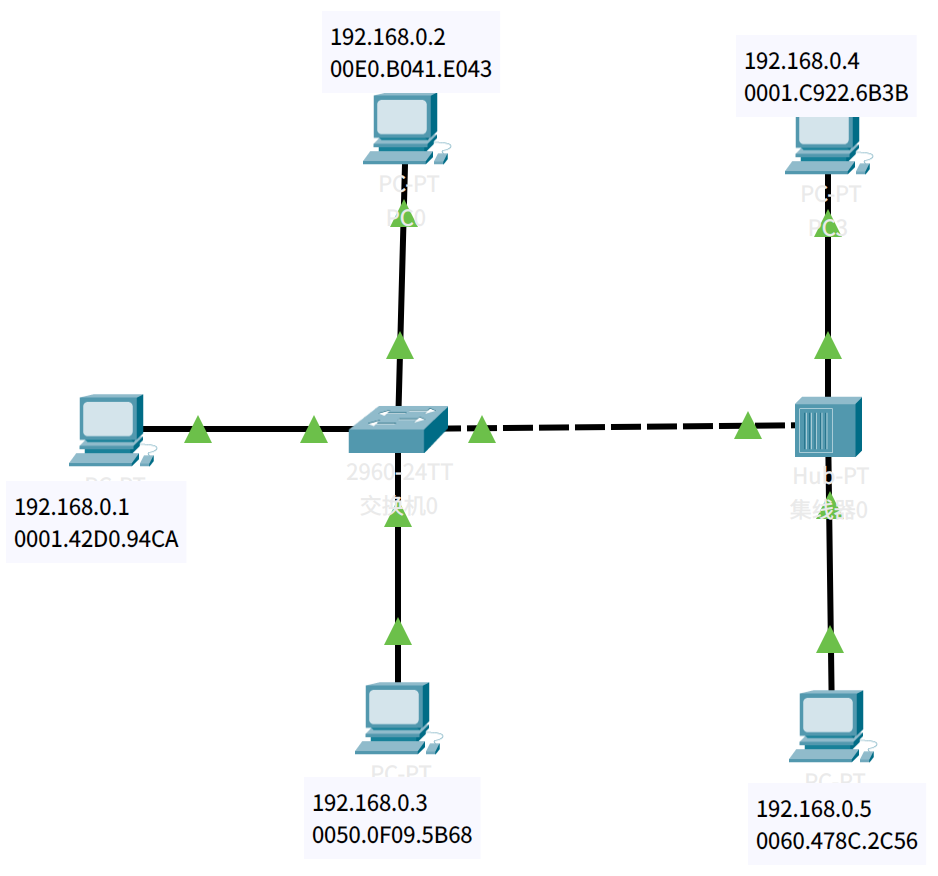 192.168.0.2
00E0.B041.E043
PC-PT
PC0
192.168.0.4
0001.C922.6B3B
PC-PT
PC3
PC-PT
192.168.0.1
0001.42D0.94CA
2960-24TT
交换机0
Hub-PT
集线器0
PC-PT
192.168.0.3
0050.0F09.5B68
PC-PT
192.168.0.5
0060.478C.2C56